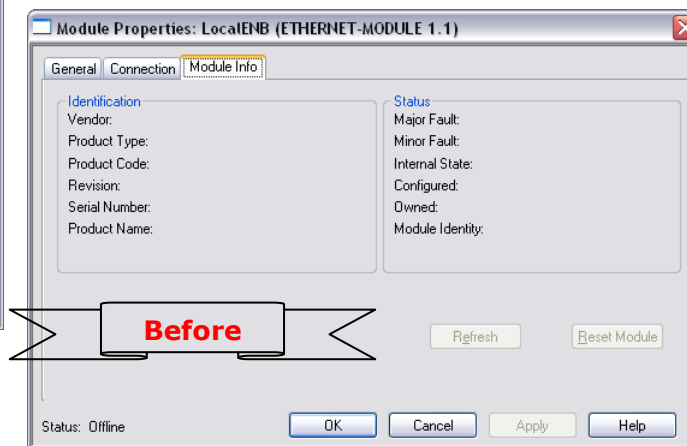 Module Properties: LocalENB (ETHERNET-MODULE 1.1)
General Connection Module Info
Identification
Vendor:
Product Type:
Product Code:
Revision:
Serial Number:
Product Name:
Status
Major Fault:
Minor Fault:
Internal State:
Configured:
Owned:
Module Identity:
Before
Refresh Reset Module
Status: Offline OK Cancel Apply Help